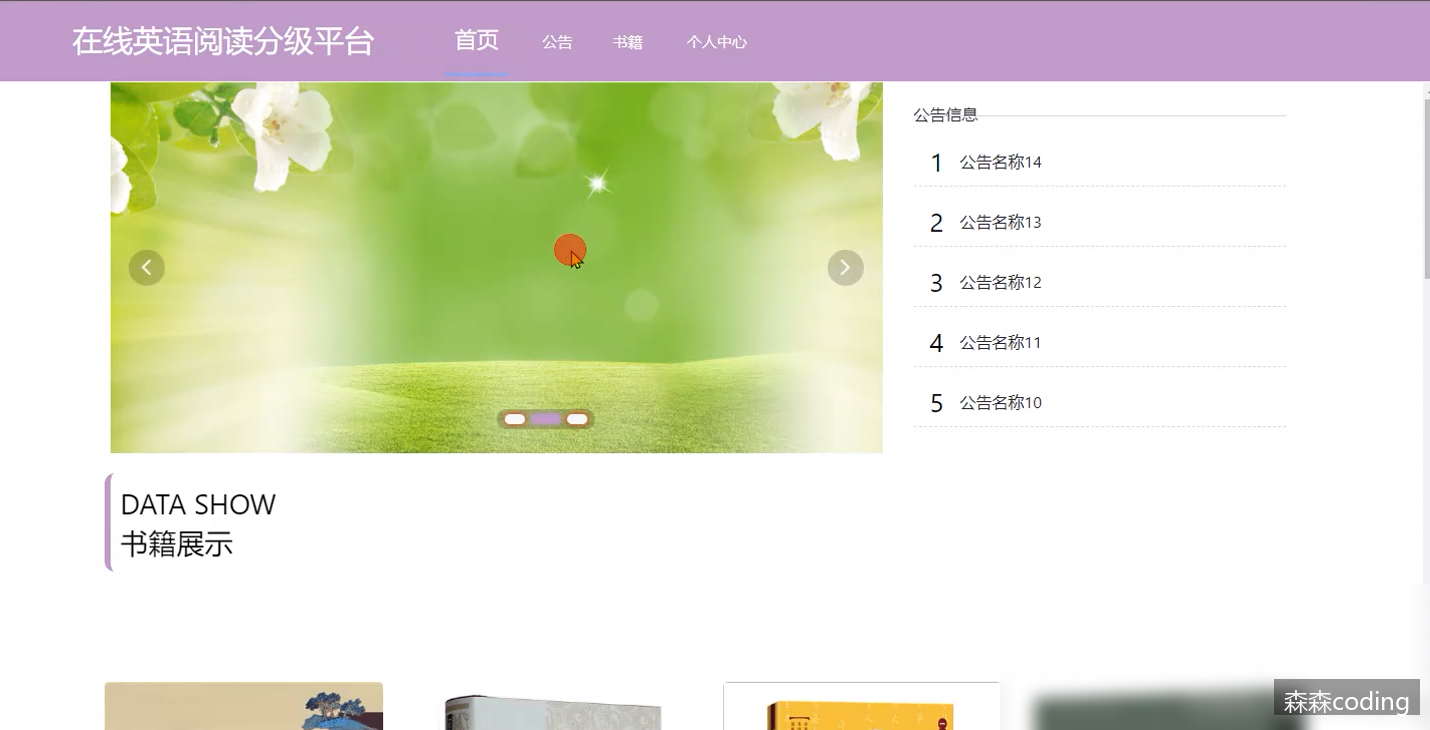 在线英语阅读分级平台
首页
公告
书籍
个人中心
公告信息
1 公告名称14
2 公告名称13
3 公告名称12
4 公告名称11
5 公告名称10
DATA SHOW
书籍展示
森森coding